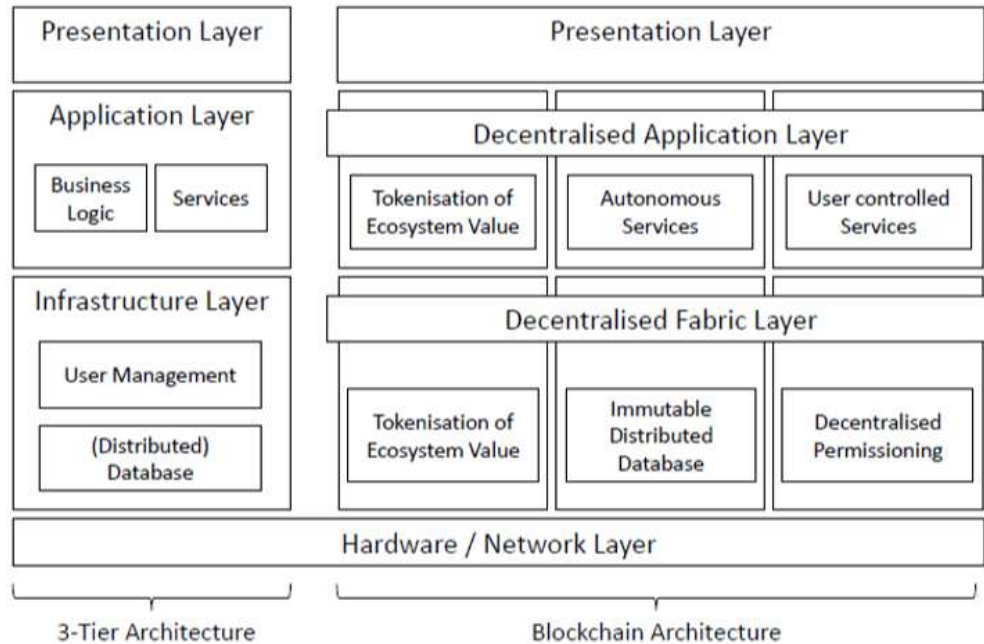 Presentation Layer
Application Layer
Business
Logic
Services
Infrastructure Layer
User Management
(Distributed)
Database
Presentation Layer
Decentralised Application Layer
Tokenisation of
Ecosystem Value
Autonomous
Services
User controlled
Services
Decentralised Fabric Layer
Tokenisation of
Ecosystem Value
Immutable
Distributed
Database
Decentralised
Permissioning
Hardware / Network Layer
3-Tier Architecture
Blockchain Architecture